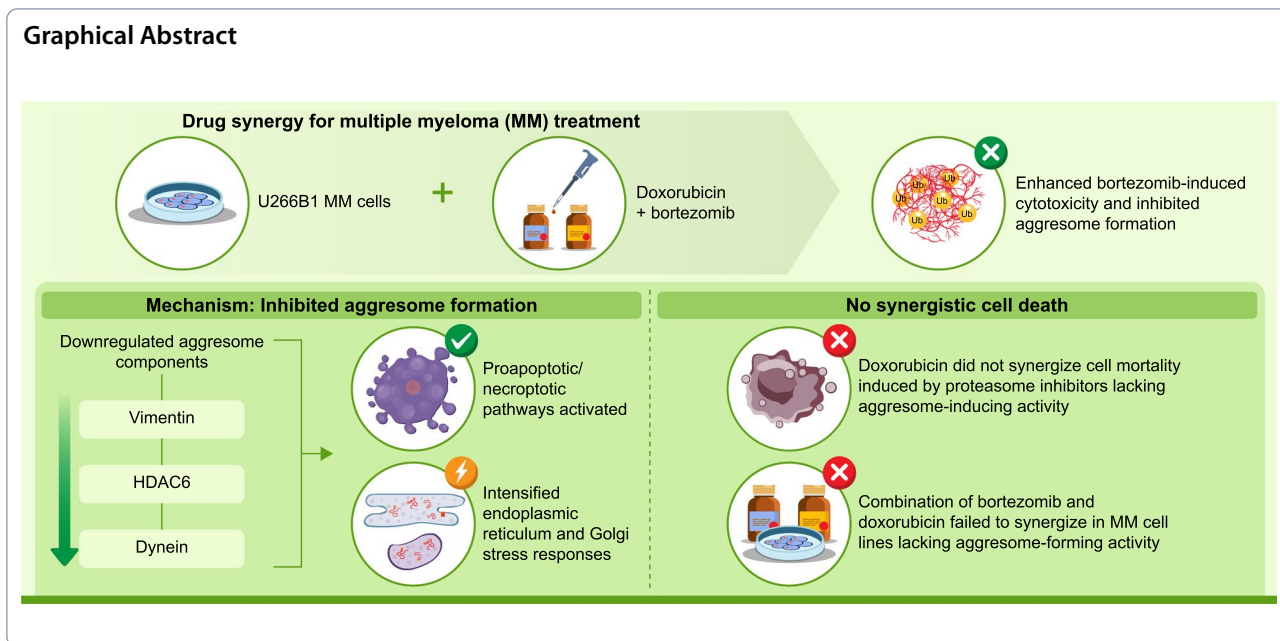 Graphical Abstract
Drug synergy for multiple myeloma (MM) treatment
U266B1 MM cells
+
Doxorubicin
+ bortezomib
Ub
Ub
Ub
Ub
Ub
Ub
Enhanced bortezomib-induced
cytotoxicity and inhibited
aggresome formation
Mechanism: Inhibited aggresome formation
Downregulated aggresome
components
Vimentin
HDAC6
Dynein
Proapoptotic/
necroptotic
pathways activated
Intensified
endoplasmic
reticulum and Golgi
stress responses
No synergistic cell death
Doxorubicin did not synergize cell mortality
induced by proteasome inhibitors lacking
aggresome-inducing activity
Combination of bortezomib and
doxorubicin failed to synergize in MM cell
lines lacking aggresome-forming activity